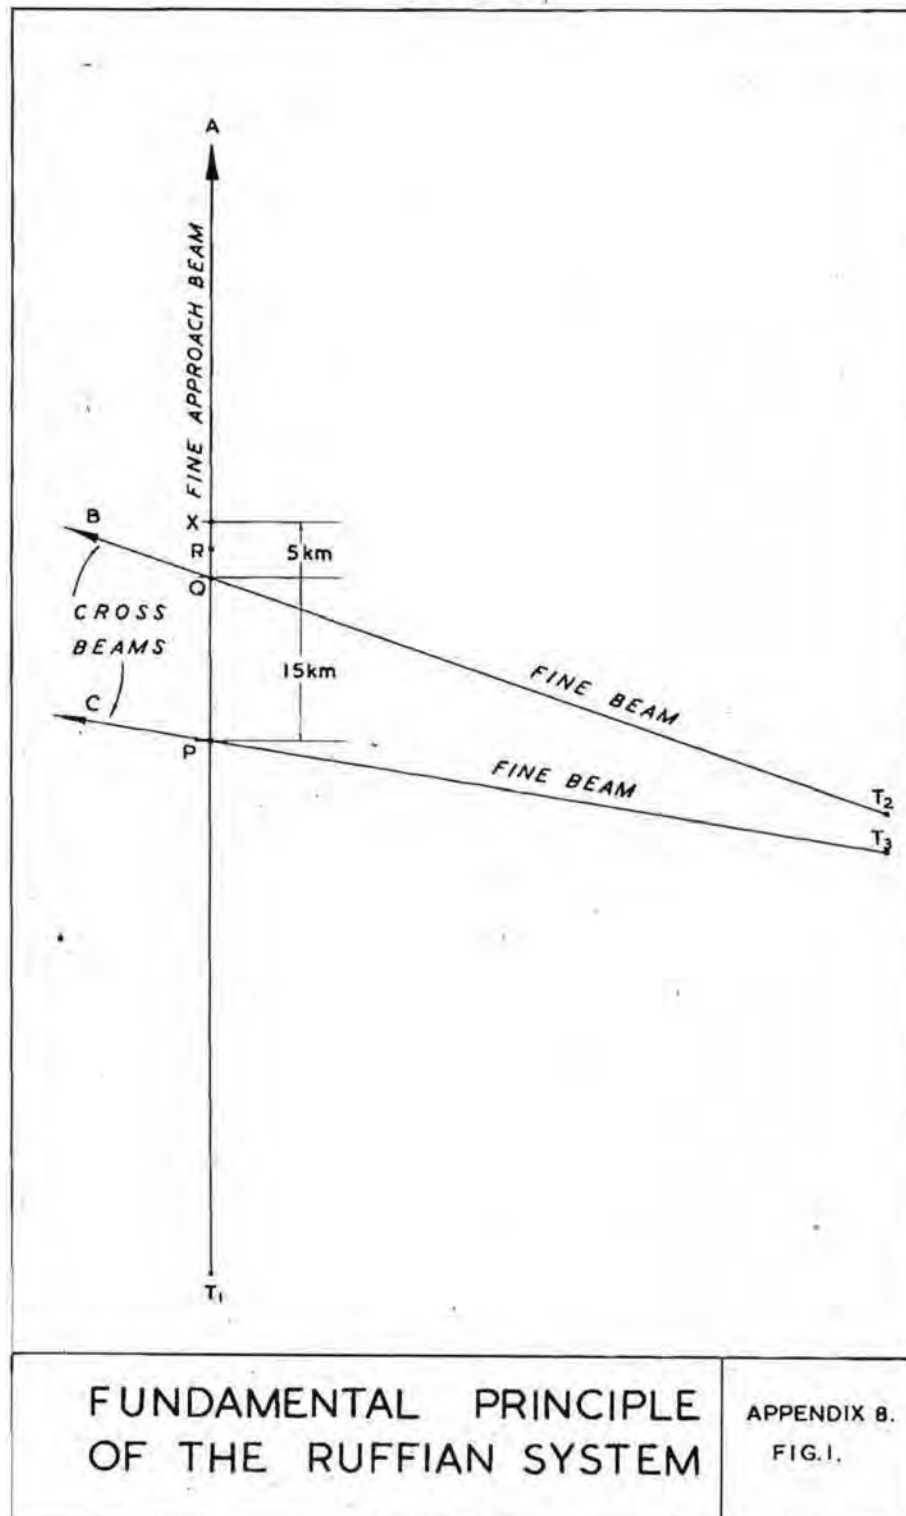 A
FINE APPROACH BEAM
X
B
R
5km
Q
CROSS
BEAMS
15km
FINE BEAM
C
P
FINE BEAM
T2
T3
T1
FUNDAMENTAL PRINCIPLE
OF THE RUFFIAN SYSTEM
APPENDIX 8.
FIG.1.